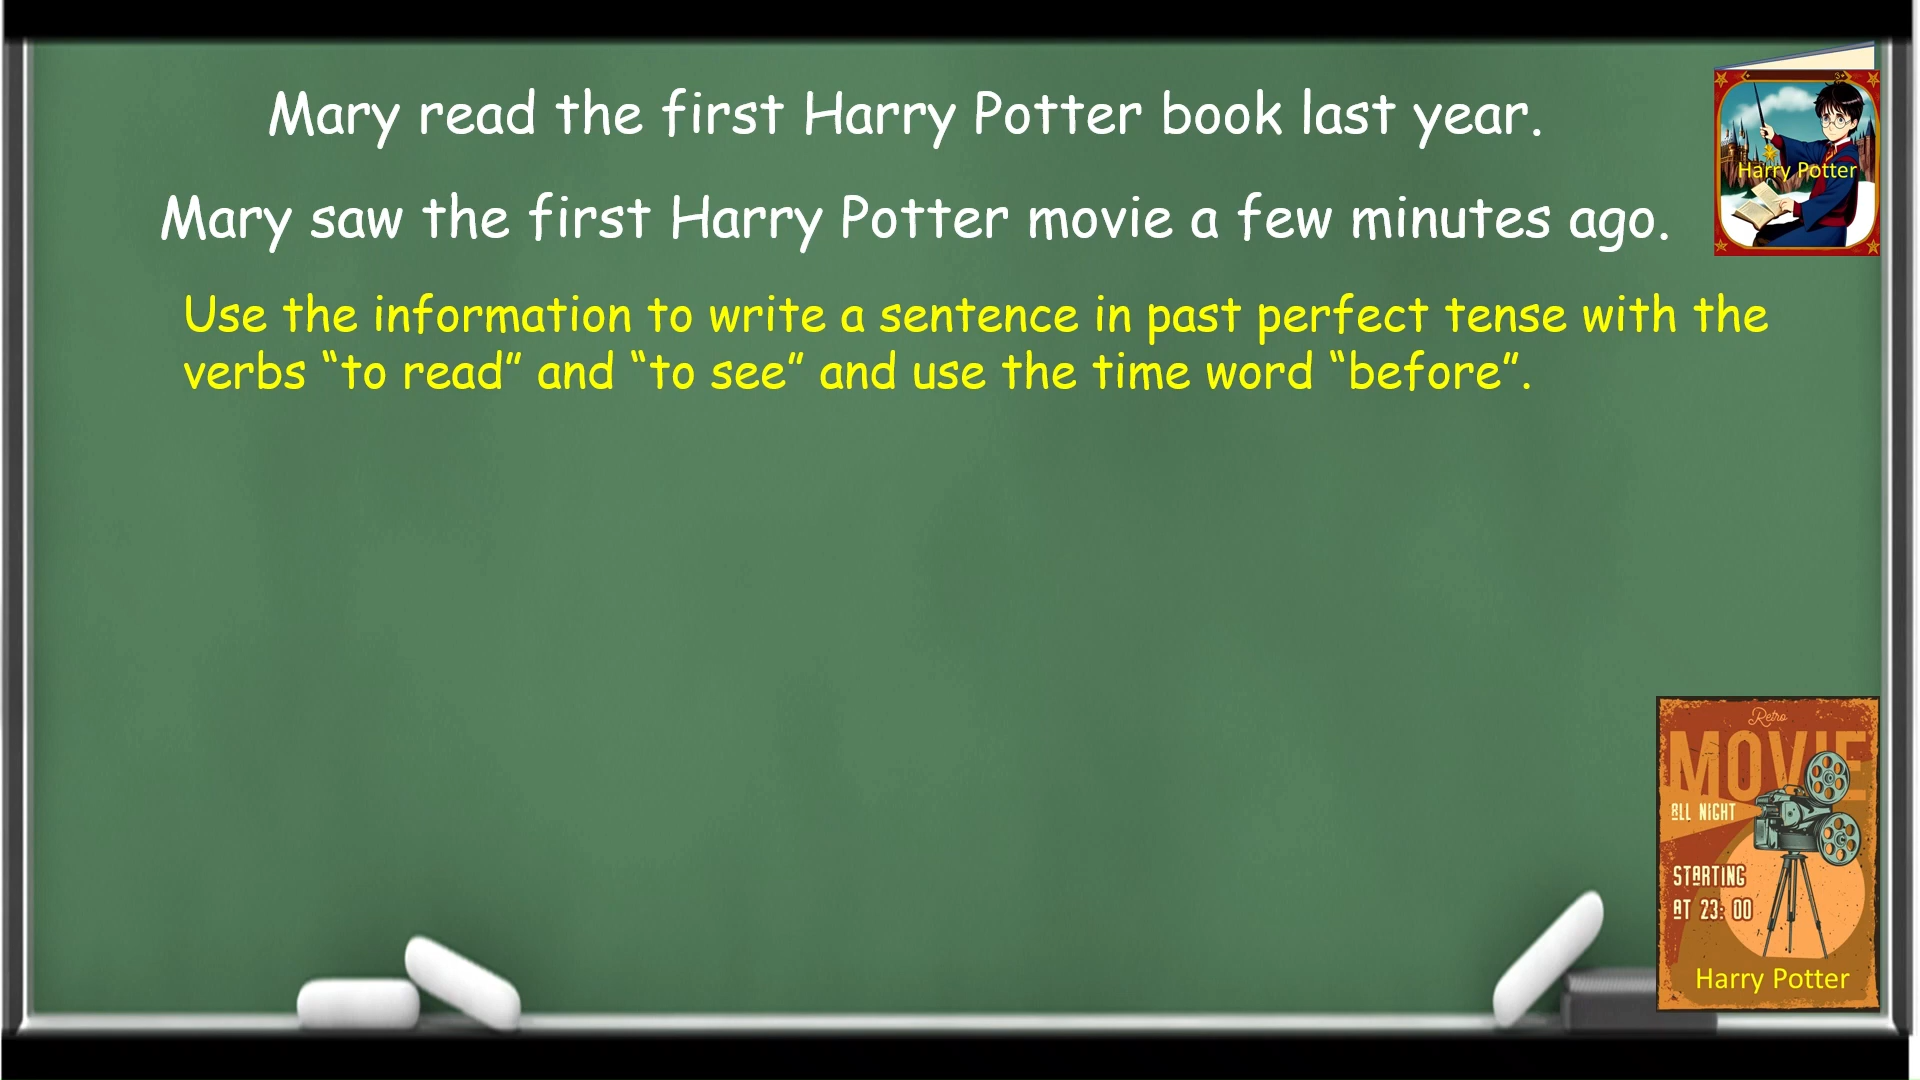 Mary read the first Harry Potter book last year.
Harry Potter
Mary saw the first Harry Potter movie a few minutes ago.
Use the information to write a sentence in past perfect tense with the
verbs “to read” and “to see” and use the time word “before”.
Retro
MOVIE
ALL NIGHT
STARTING
AT 23: 00
Harry Potter